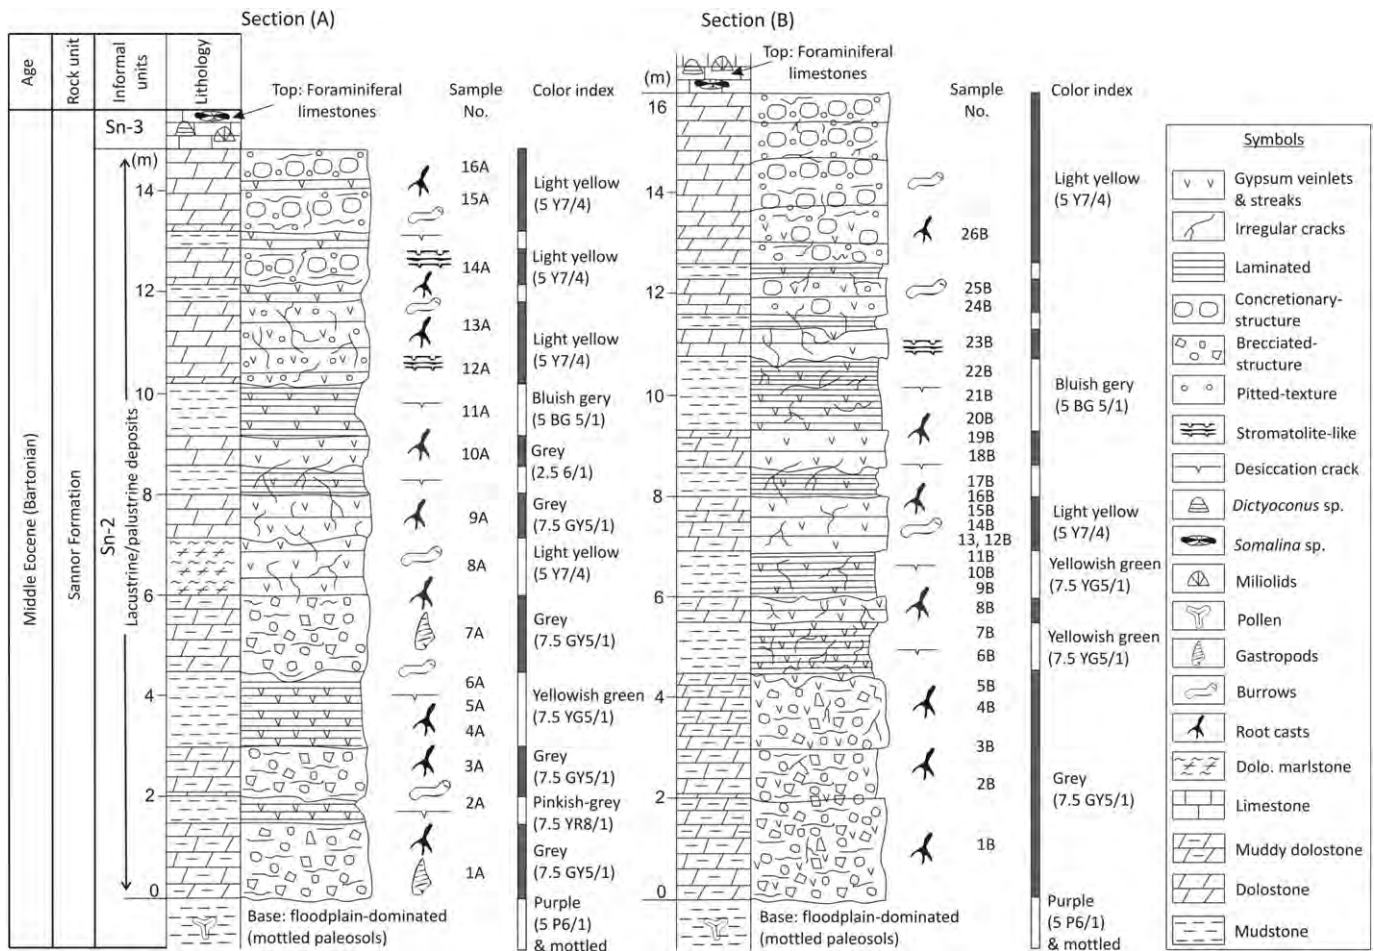 Section (A)
Section (B)
Age
Rock unit
Informal
units
Lithology
Top: Foraminiferal
limestones
Sample
No.
Color index
Middle Eocene (Bartonian)
Sannor Formation
Sn-3
Sn-2
Lacustrine/palustrine deposits
(m)
14
12
10
8
6
4
2
0
16A
15A
14A
13A
12A
11A
10A
9A
8A
7A
6A
5A
4A
3A
2A
1A
Light yellow
(5 Y7/4)
Light yellow
(5 Y7/4)
Light yellow
(5 Y7/4)
Bluish gery
(5 BG 5/1)
Grey
(2.5 6/1)
Grey
(7.5 GY5/1)
Light yellow
(5 Y7/4)
Grey
(7.5 GY5/1)
Yellowish green
(7.5 YG5/1)
Grey
(7.5 GY5/1)
Pinkish-grey
(7.5 YR8/1)
Grey
(7.5 GY5/1)
Purple
(5 P6/1)
& mottled
Base: floodplain-dominated
(mottled paleosols)
Top: Foraminiferal
limestones
(m)
16
14
12
10
8
6
4
2
0
Sample
No.
26B
25B
24B
23B
22B
21B
20B
19B
18B
17B
16B
15B
14B
13, 12B
11B
10B
9B
8B
7B
6B
5B
4B
3B
2B
1B
Color index
Light yellow
(5 Y7/4)
Bluish gery
(5 BG 5/1)
Light yellow
(5 Y7/4)
Yellowish green
(7.5 YG5/1)
Yellowish green
(7.5 YG5/1)
Grey
(7.5 GY5/1)
Purple
(5 P6/1)
& mottled
Base: floodplain-dominated
(mottled paleosols)
Symbols
Gypsum veinlets
& streaks
Irregular cracks
Laminated
Concretionary-
structure
Brecciated-
structure
Pitted-texture
Stromatolite-like
Desiccation crack
Dictyoconus sp.
Somalina sp.
Miliolids
Pollen
Gastropods
Burrows
Root casts
Dolo. marlstone
Limestone
Muddy dolostone
Dolostone
Mudstone